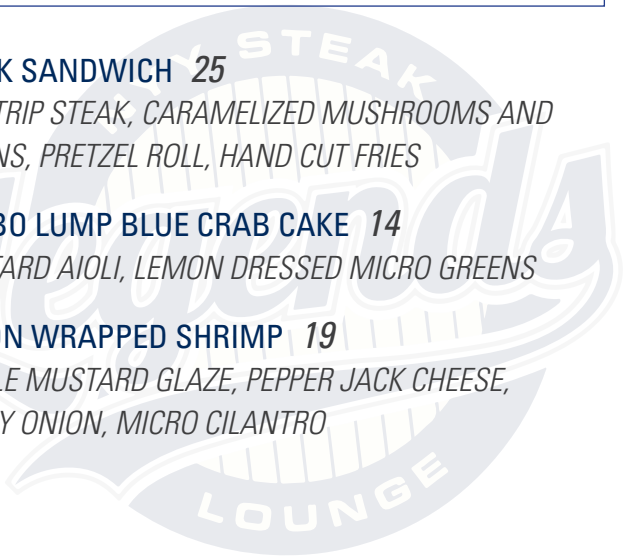 K SANDWICH 25
TRIP STEAK, CARAMELIZED MUSHROOMS AND
NS, PRETZEL ROLL, HAND CUT FRIES
BO LUMP BLUE CRAB CAKE 14
TARD AIOLI, LEMON DRESSED MICRO GREENS
ON WRAPPED SHRIMP 19
LE MUSTARD GLAZE, PEPPER JACK CHEESE,
Y ONION, MICRO CILANTRO
NYY STEAK
Legends
LOUNGE